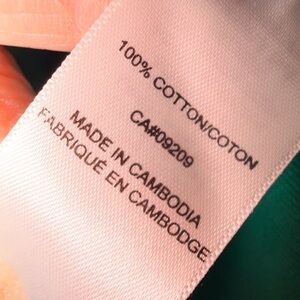 100% COTTON/COTON
CA#09209
MADE IN CAMBODIA
FABRIQUÉ EN CAMBODGE